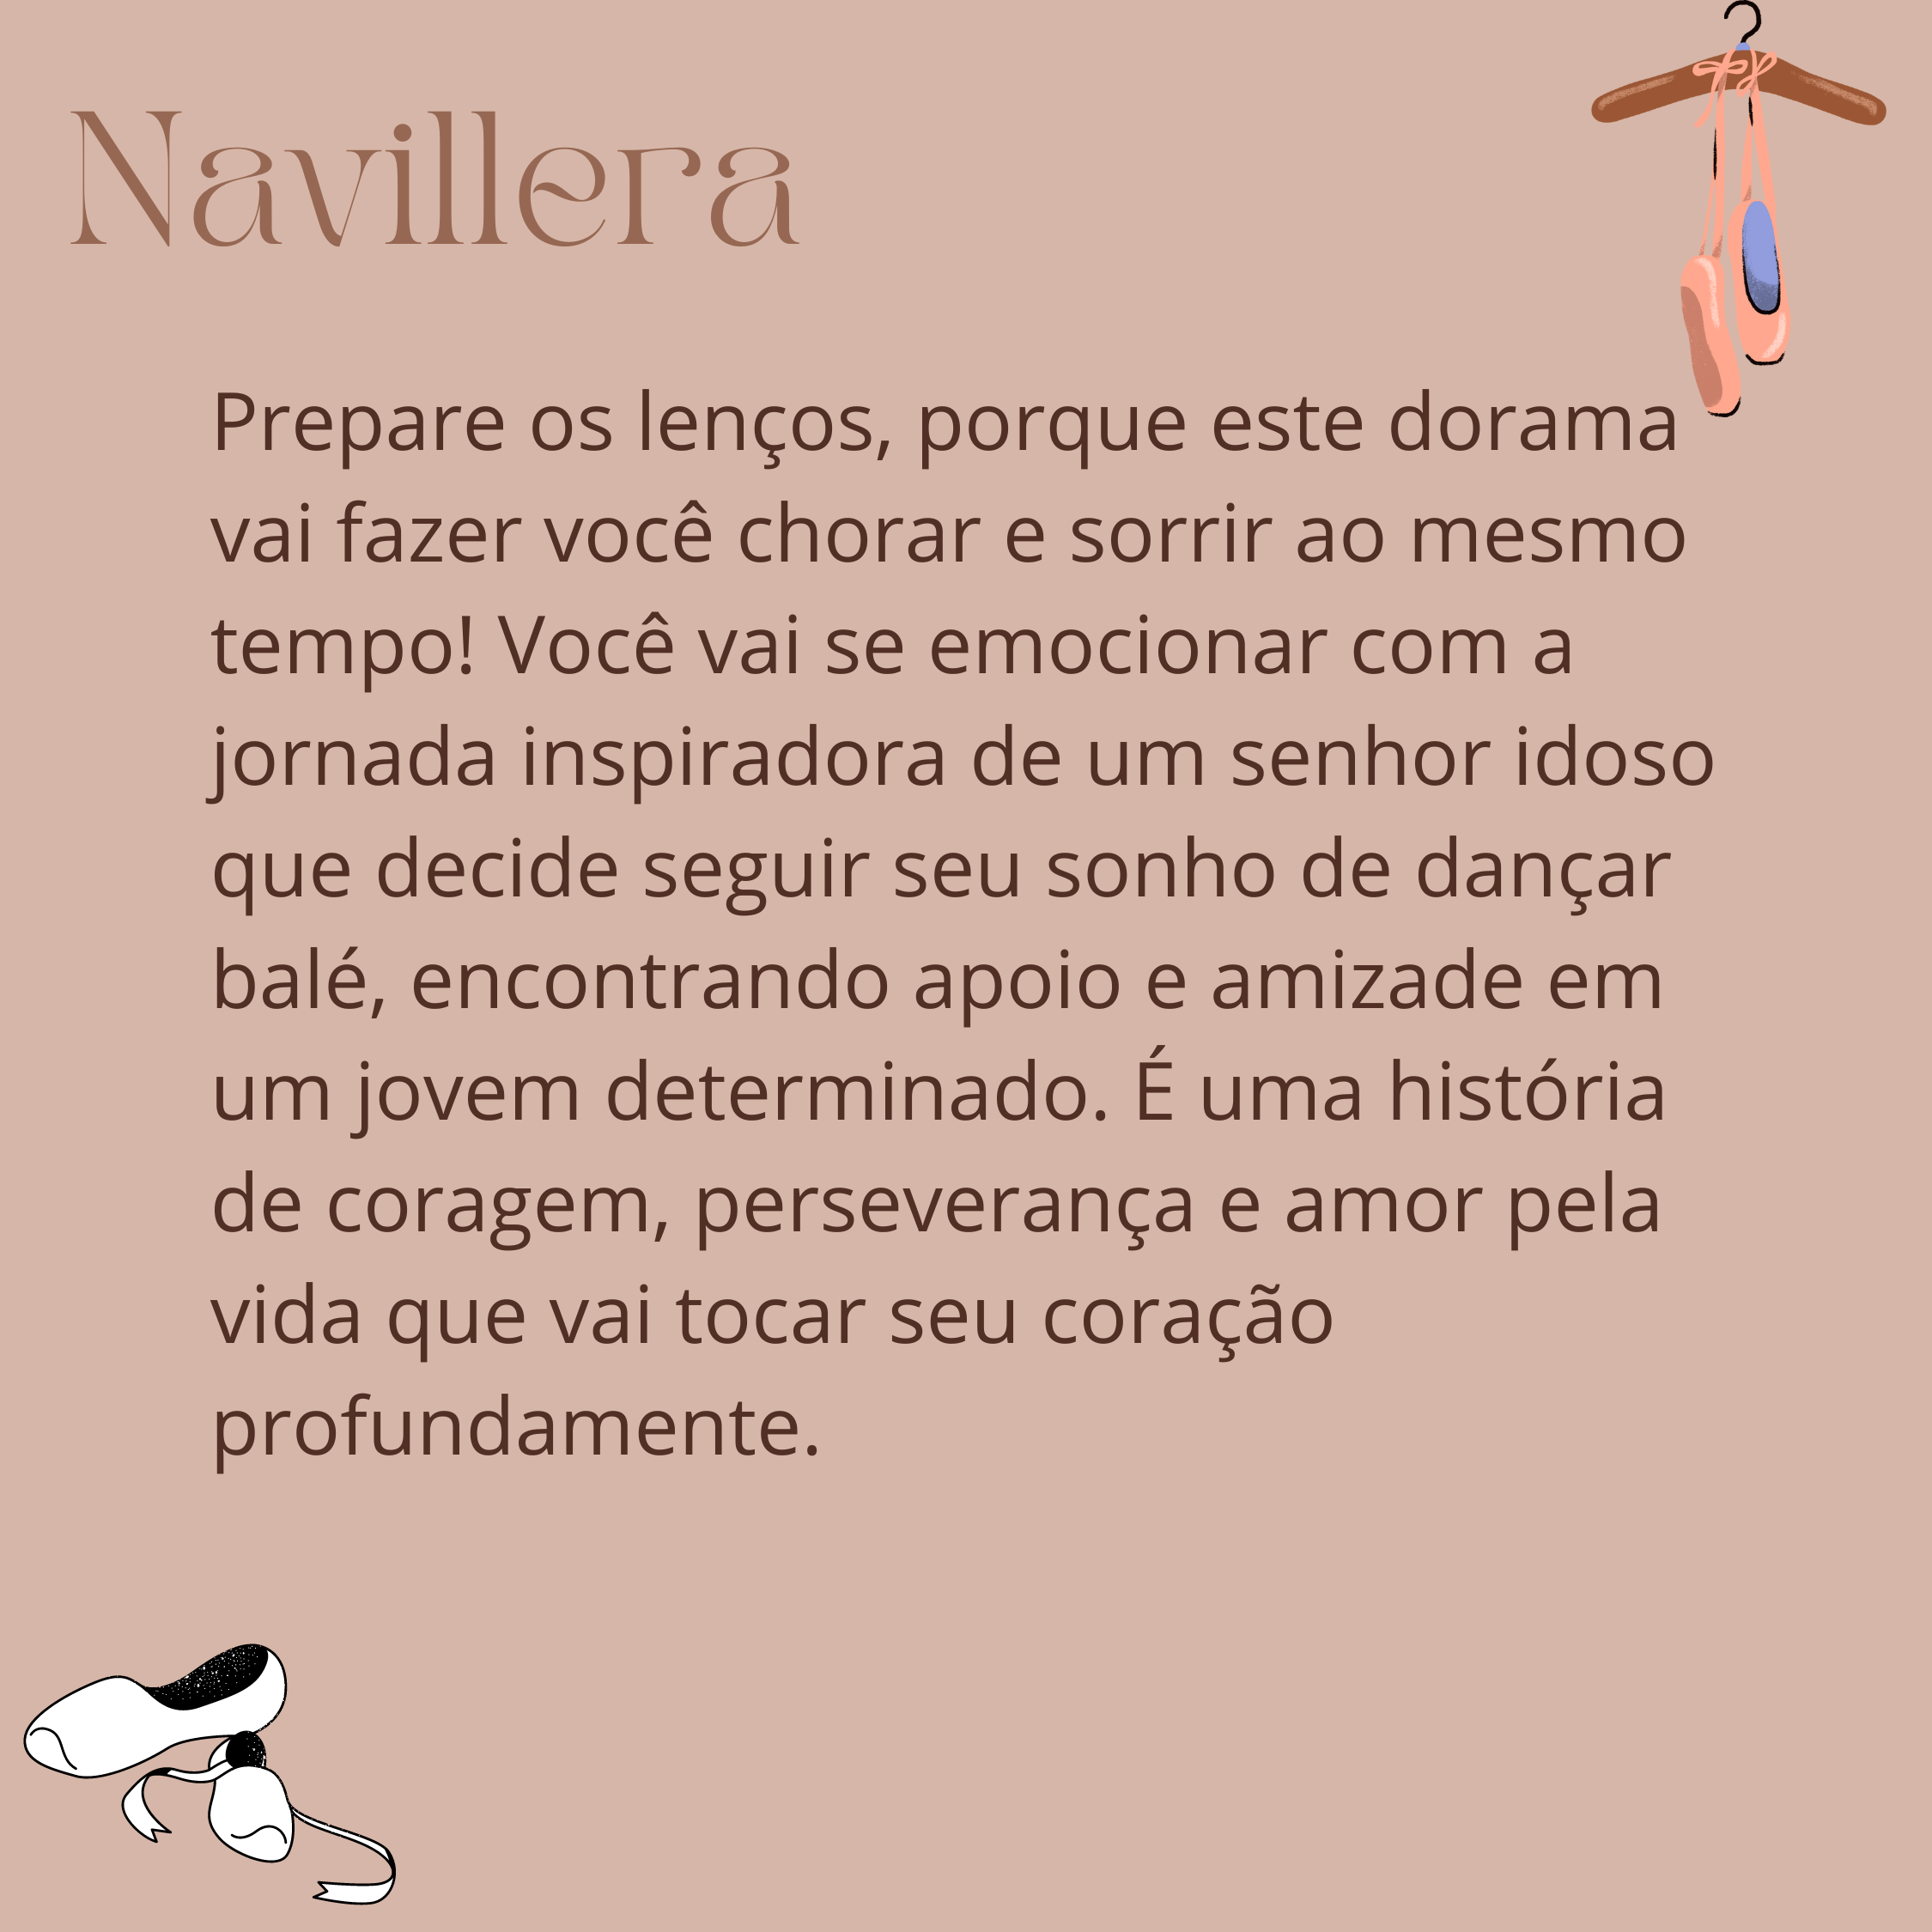 Navillera
Prepare os lenços, porque este dorama
vai fazer você chorar e sorrir ao mesmo
tempo! Você vai se emocionar com a
jornada inspiradora de um senhor idoso
que decide seguir seu sonho de dançar
balé, encontrando apoio e amizade em
um jovem determinado. É uma história
de coragem, perseverança e amor pela
vida que vai tocar seu coração
profundamente.